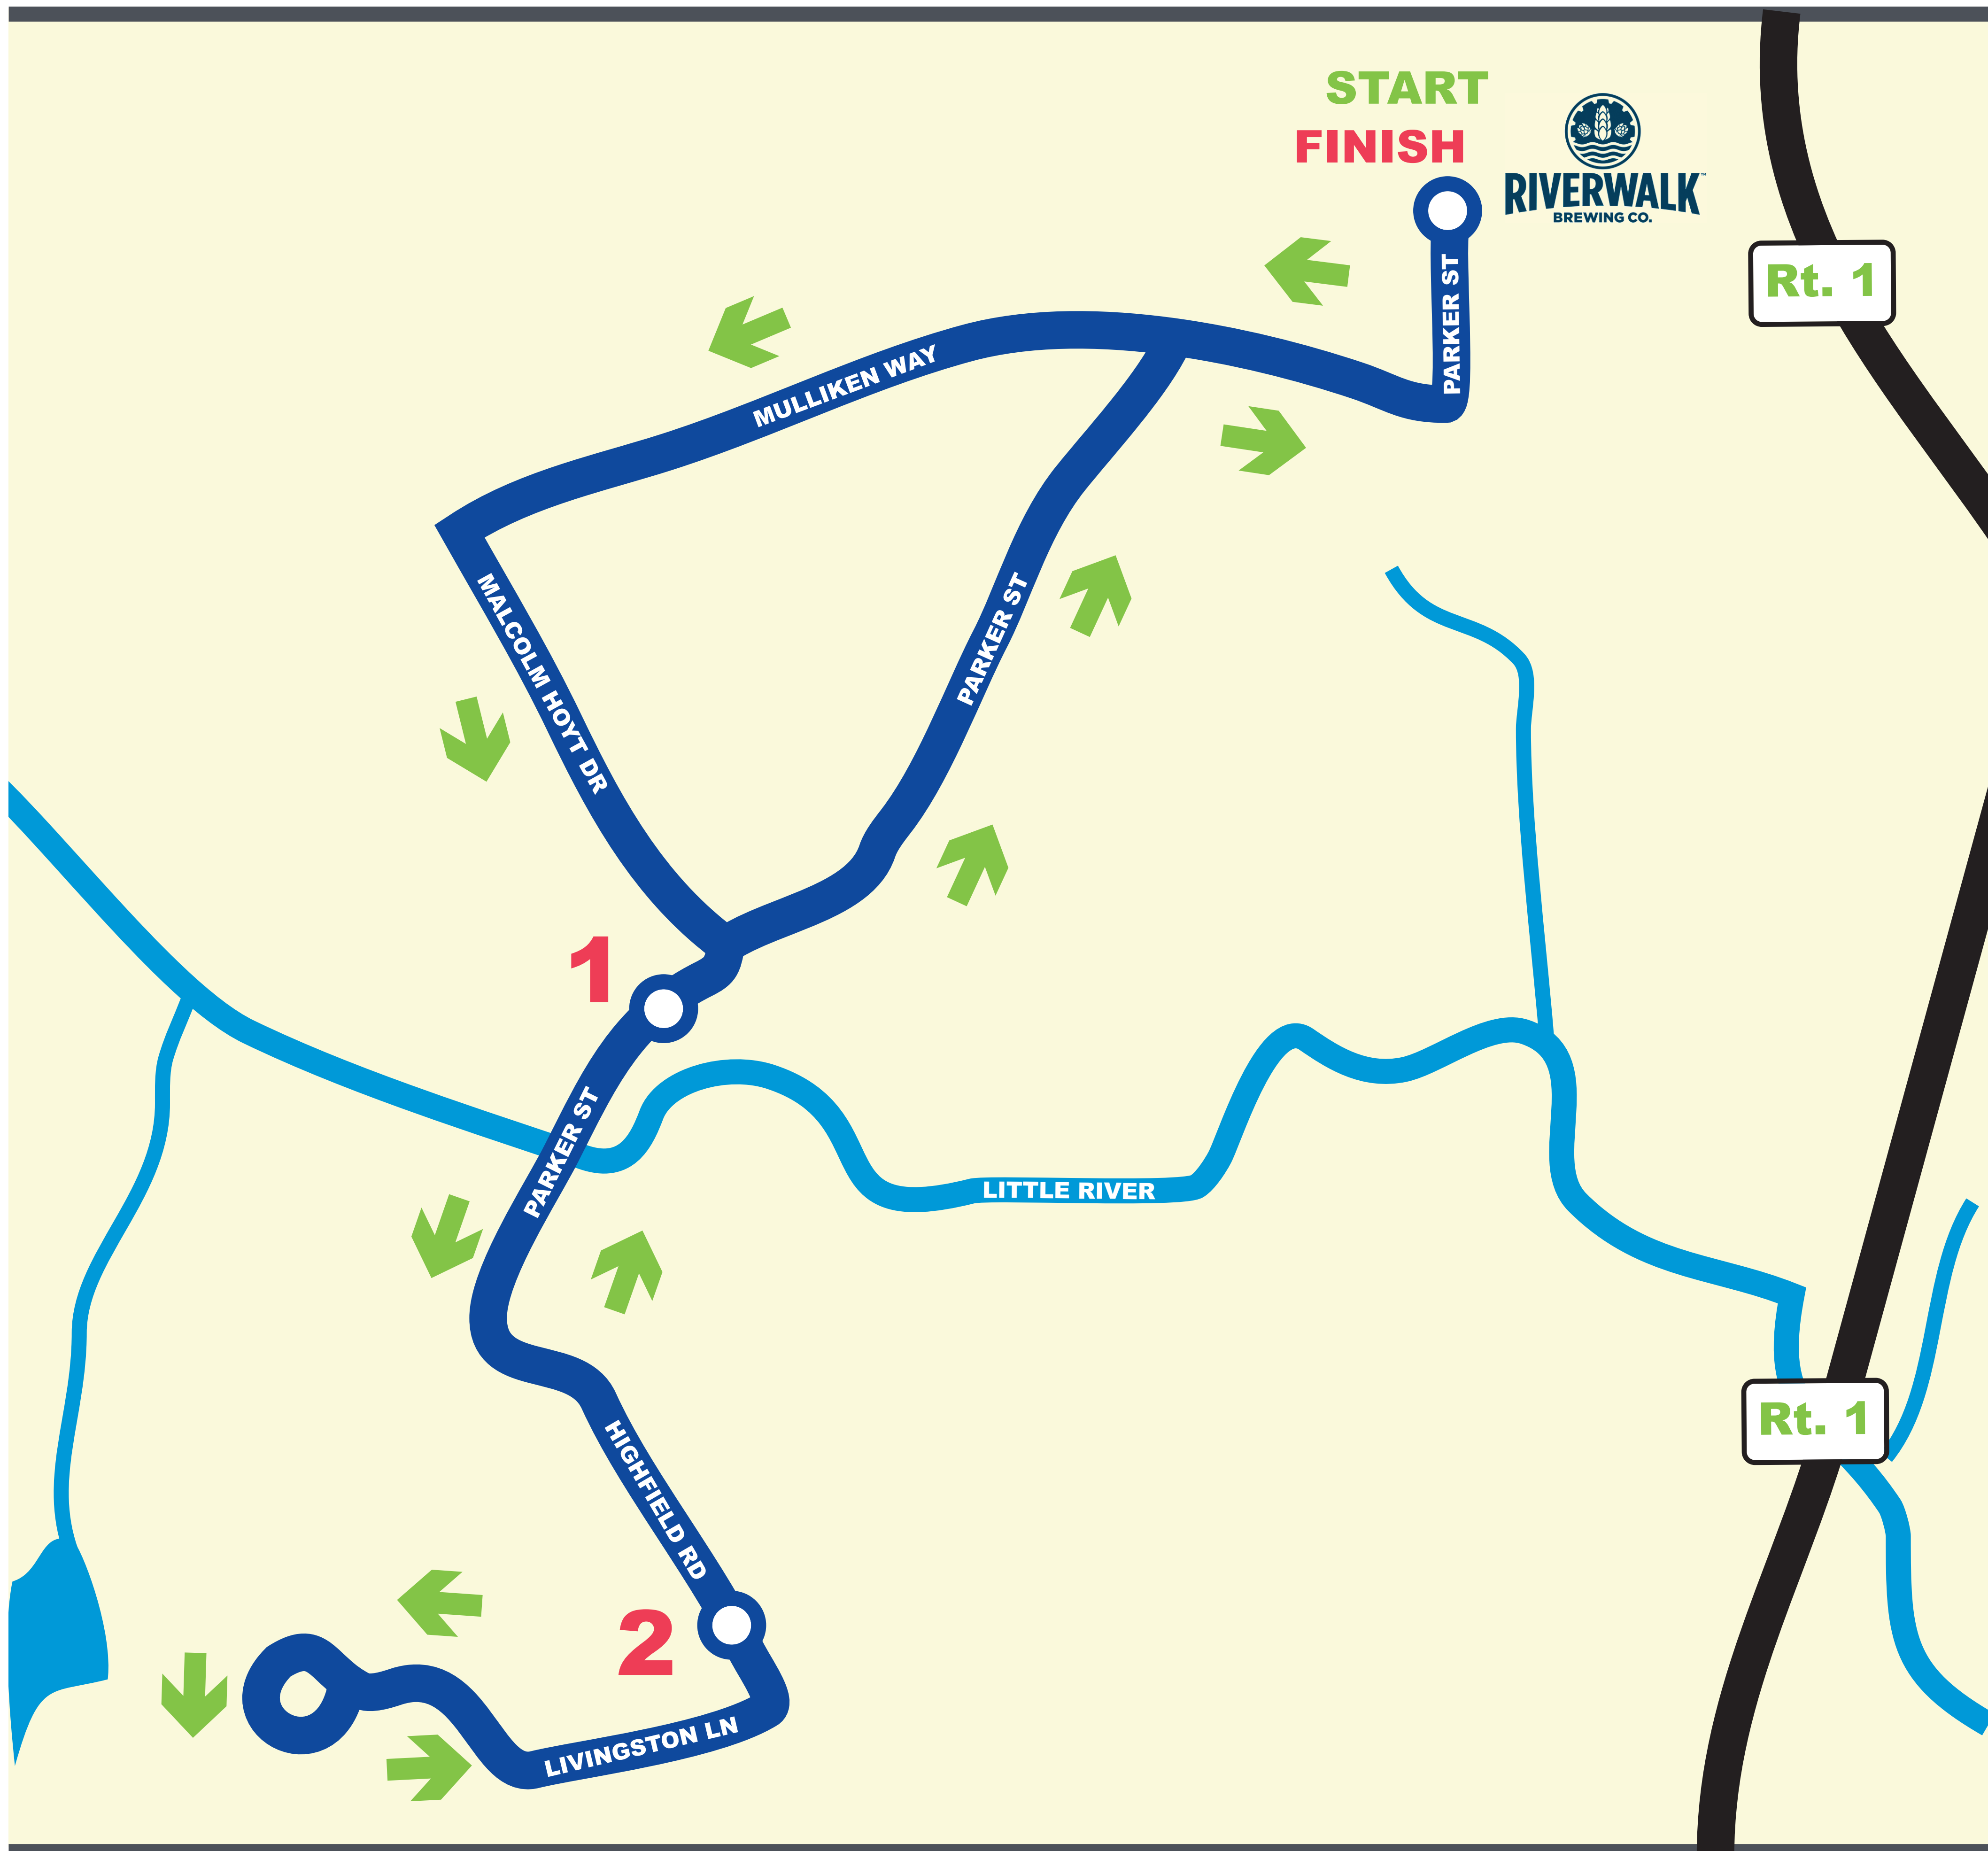 START
FINISH
RIVERWALK™
BREWING CO.
PARKER ST
Rt. 1
MULLIKEN WAY
MALCOLM HOYT DR
PARKER ST
1
PARKER ST
LITTLE RIVER
Rt. 1
HIGHFIELD RD
2
LIVINGSTON LN